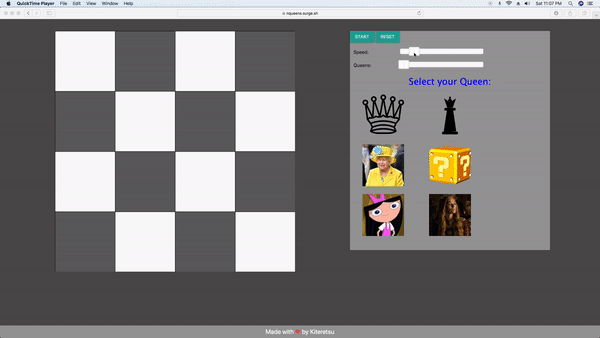 QuickTime Player File Edit View Window Help Sat 11:07 PM
nqueens.surge.sh
START RESET
Speed:
Queens:
Select your Queen:
? ?
Made with ❤ by Kiteretsu